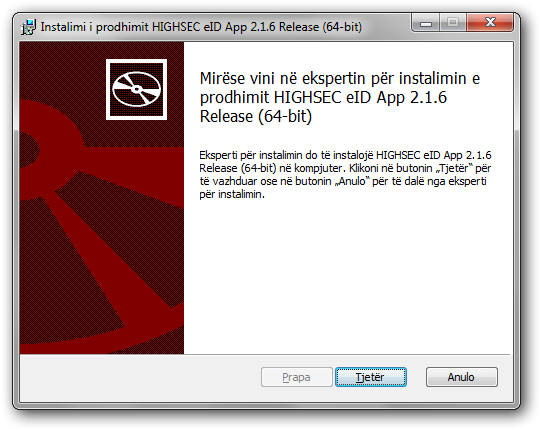 Instalimi i prodhimit HIGHSEC eID App 2.1.6 Release (64-bit)
Mirëse vini në ekspertin për instalimin e
prodhimit HIGHSEC eID App 2.1.6
Release (64-bit)
Eksperti për instalimin do të instalojë HIGHSEC eID App 2.1.6
Release (64-bit) në kompjuter. Klikoni në butonin „Tjetër“ për
të vazhduar ose në butonin „Anulo“ për të dalë nga eksperti
për instalimin.
Prapa Tjetër Anulo